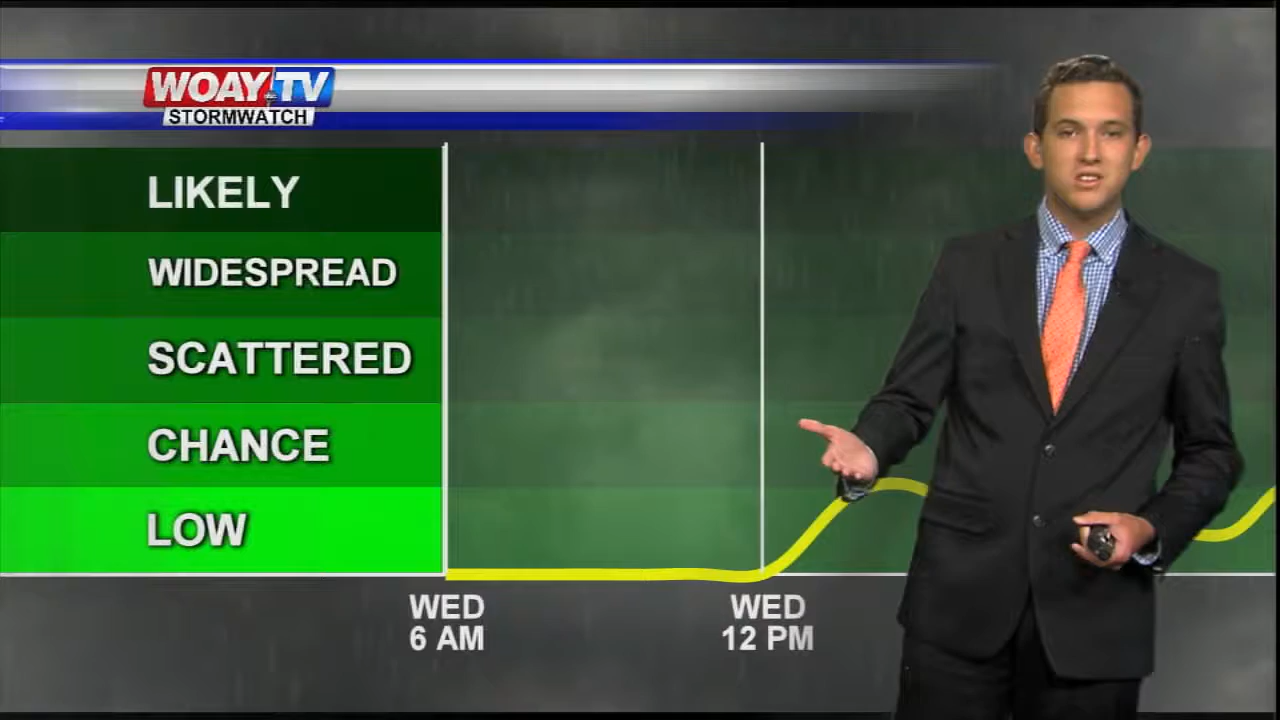 WOAY TV
STORMWATCH
LIKELY
WIDESPREAD
SCATTERED
CHANCE
LOW
WED
6 AM
WED
12 PM